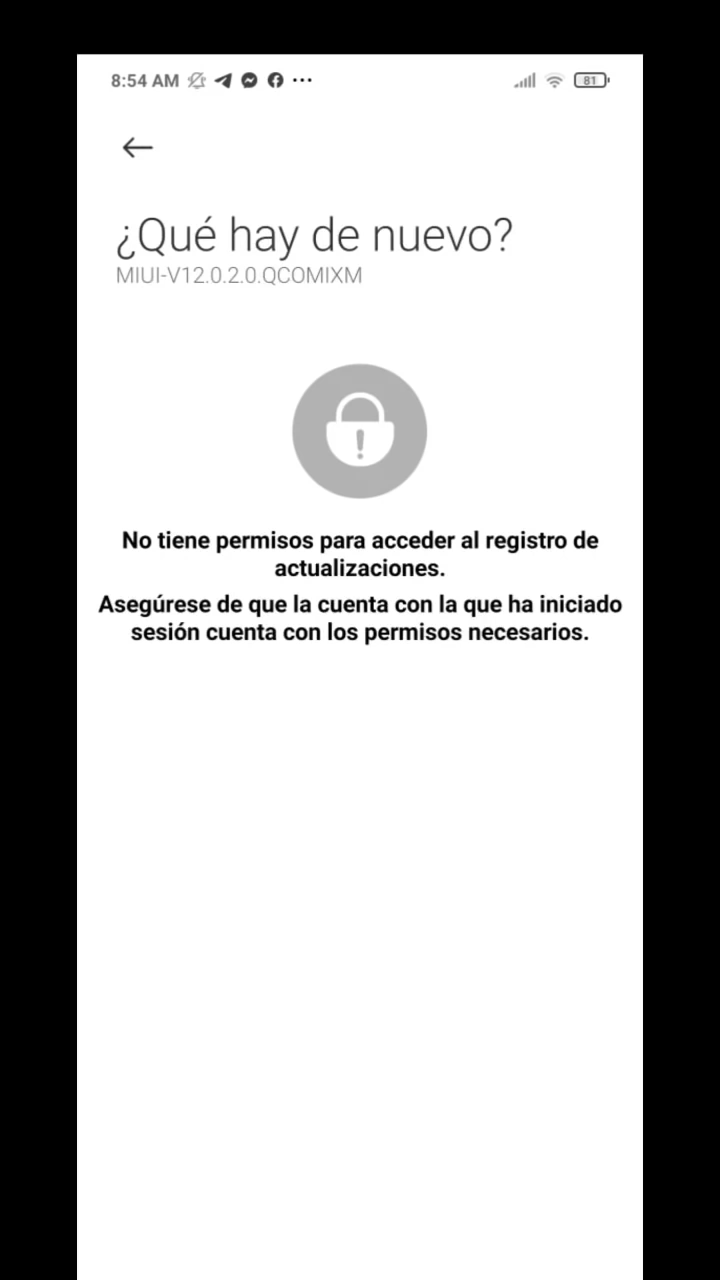 8:54 AM
81
¿Qué hay de nuevo?
MIUI-V12.0.2.0.QCOMIXM
No tiene permisos para acceder al registro de
actualizaciones.
Asegúrese de que la cuenta con la que ha iniciado
sesión cuenta con los permisos necesarios.